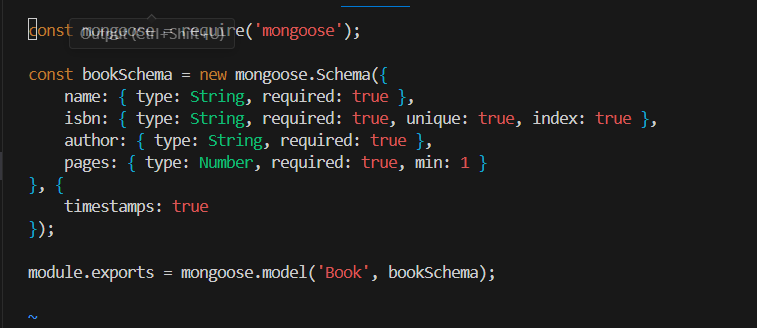 const mongoose = require('mongoose');
Output (Ctrl+Shift+U)
const bookSchema = new mongoose.Schema({
    name: { type: String, required: true },
    isbn: { type: String, required: true, unique: true, index: true },
    author: { type: String, required: true },
    pages: { type: Number, required: true, min: 1 }
}, {
    timestamps: true
});
module.exports = mongoose.model('Book', bookSchema);
~